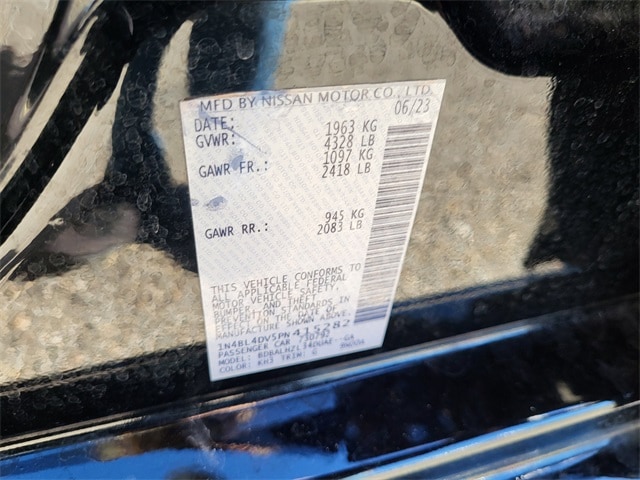 MFD BY NISSAN MOTOR CO., LTD.
DATE: 06/23
GVWR: 1963 KG
4328 LB
GAWR FR.: 1097 KG
2418 LB
GAWR RR.: 945 KG
2083 LB
THIS VEHICLE CONFORMS TO
ALL APPLICABLE FEDERAL
MOTOR VEHICLE SAFETY,
BUMPER, AND THEFT
PREVENTION STANDARDS IN
EFFECT ON THE DATE OF
MANUFACTURE SHOWN ABOVE.
1N4BL4DV5PN415282
PASSENGER CAR
MODEL:
COLOR: KH3 TRIM: G